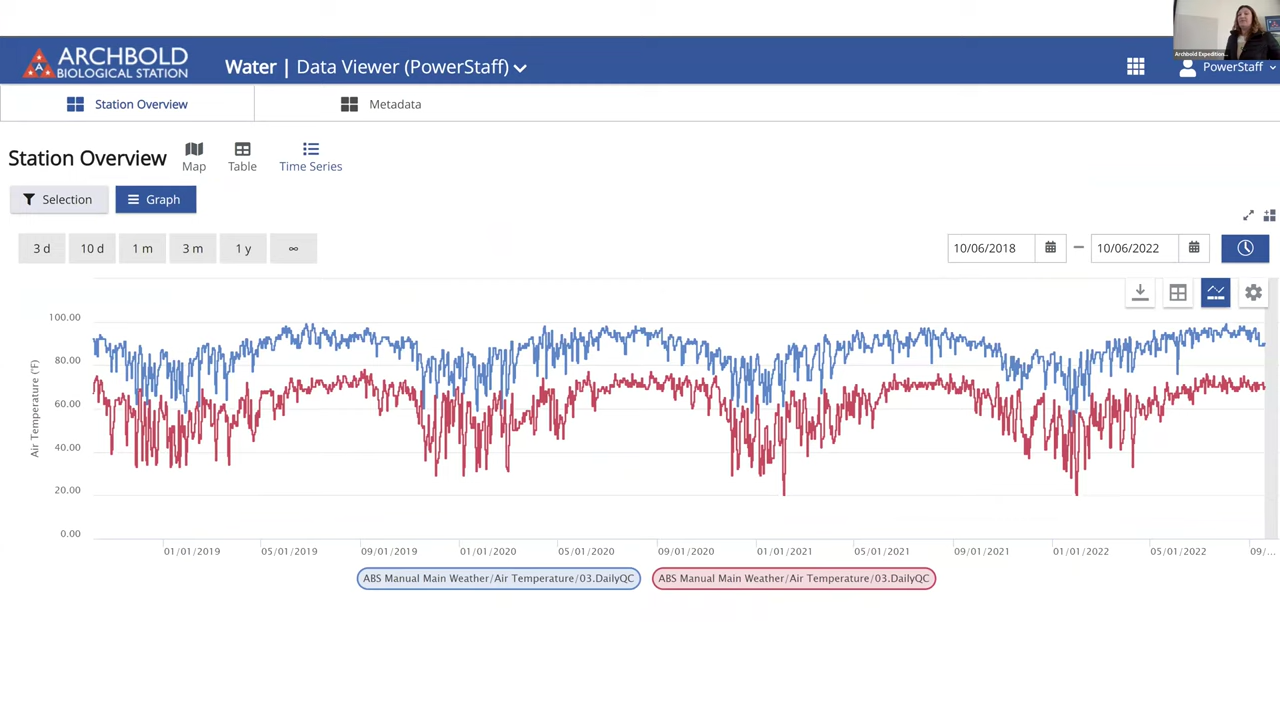 Archbold Expedition...
ARCHBOLD
BIOLOGICAL STATION
Water | Data Viewer (PowerStaff)
PowerStaff
Station Overview
Metadata
Station Overview
Map
Table
Time Series
Selection
Graph
3 d
10 d
1 m
3 m
1 y
∞
10/06/2018
–
10/06/2022
100.00
80.00
60.00
40.00
20.00
0.00
Air Temperature (°F)
01/01/2019
05/01/2019
09/01/2019
01/01/2020
05/01/2020
09/01/2020
01/01/2021
05/01/2021
09/01/2021
01/01/2022
05/01/2022
09/...
ABS Manual Main Weather/Air Temperature/03.DailyQC
ABS Manual Main Weather/Air Temperature/03.DailyQC